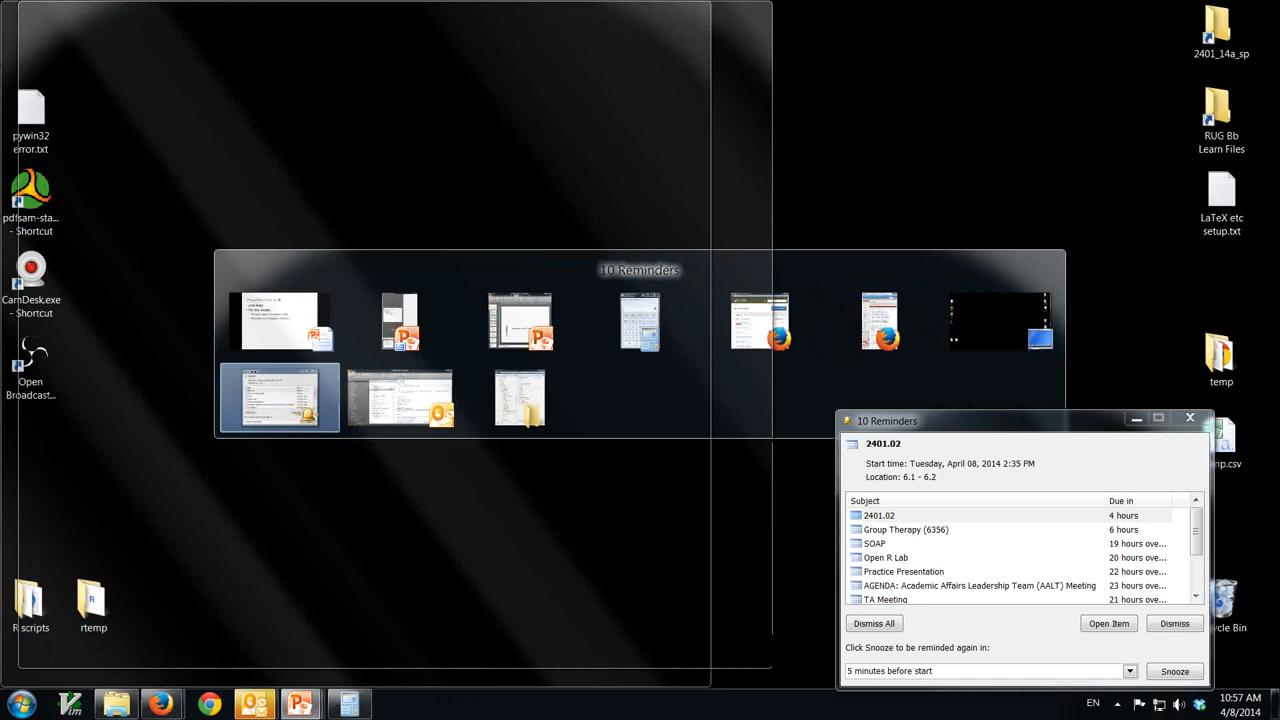 2401_14a_sp
pywin32
error.txt
RUG Bb
Learn Files
pdfsam-sta...
- Shortcut
LaTeX etc
setup.txt
10 Reminders
CamDesk.exe
- Shortcut
Open
Broadcast...
temp
10 Reminders
2401.02
Start time: Tuesday, April 08, 2014 2:35 PM
Location: 6.1 - 6.2
Subject Due in
2401.02 4 hours
Group Therapy (6356) 6 hours
SOAP 19 hours ove...
Open R Lab 20 hours ove...
Practice Presentation 22 hours ove...
AGENDA: Academic Affairs Leadership Team (AALT) Meeting 23 hours ove...
TA Meeting 21 hours ove...
Dismiss All Open Item Dismiss
Click Snooze to be reminded again in:
5 minutes before start Snooze
mp.csv
R scripts
rtemp
cycle Bin
EN
10:57 AM
4/8/2014